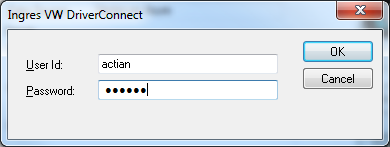 Ingres VW DriverConnect
User Id: actian
OK
Password: ●●●●●●
Cancel